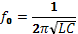 f₀ = 1 / (2π√LC)